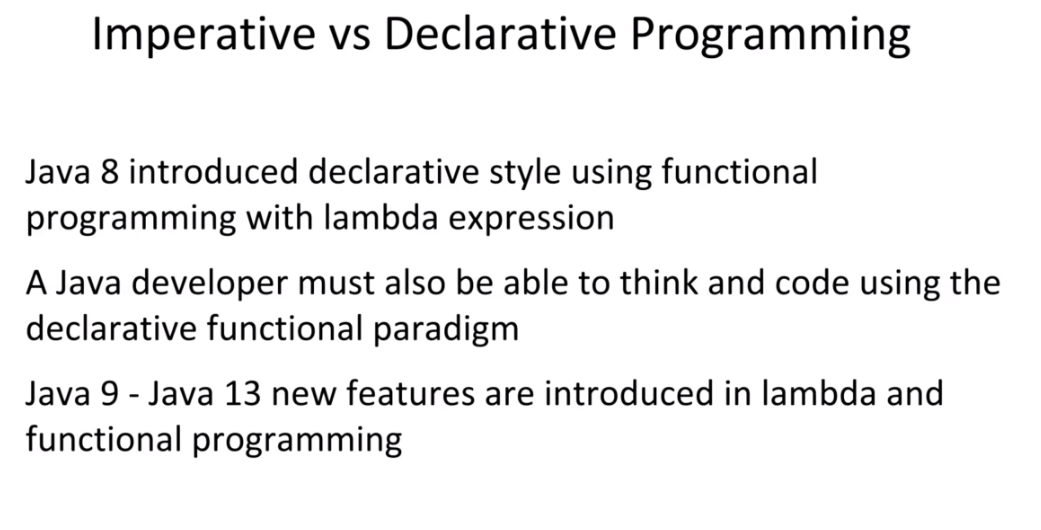 Imperative vs Declarative Programming
Java 8 introduced declarative style using functional
programming with lambda expression
A Java developer must also be able to think and code using the
declarative functional paradigm
Java 9 - Java 13 new features are introduced in lambda and
functional programming